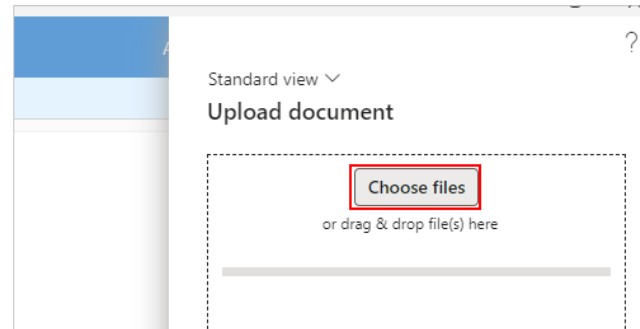 ?
Standard view
Upload document
Choose files
or drag & drop file(s) here